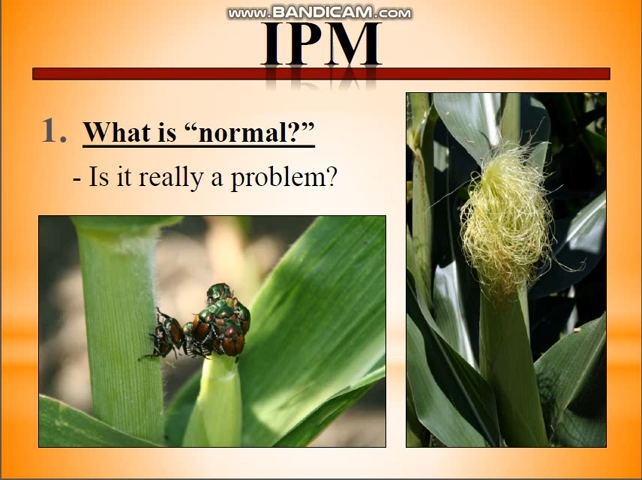 www.BANDICAM.com
IPM
1. What is “normal?”
- Is it really a problem?